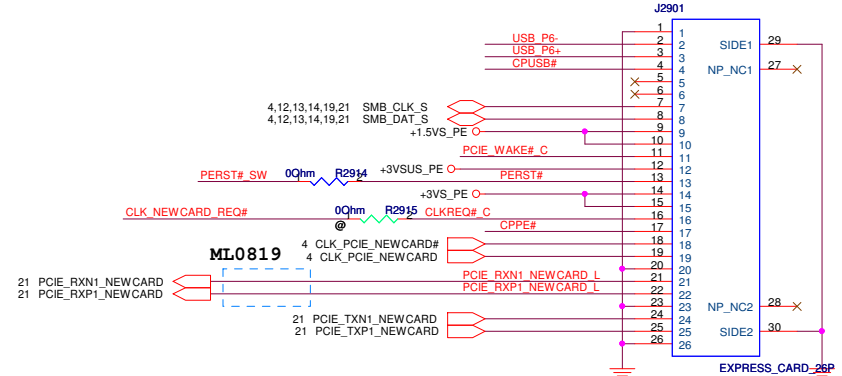 J2901
1 1
USB_P6- 2 2 SIDE1 29
USB_P6+ 3 3
CPUSB# 4 4 NP_NC1 27
5 5
6 6
4,12,13,14,19,21 SMB_CLK_S 7 7
4,12,13,14,19,21 SMB_DAT_S 8 8
+1.5VS_PE 9 9
10 10
PCIE_WAKE#_C 11 11
+3VSUS_PE 12 12
PERST#_SW 0Ohm 1 R2914 2 PERST# 13 13
+3VS_PE 14 14
15 15
CLK_NEWCARD_REQ# 0Ohm 1 R2915 2 CLKREQ#_C 16 16
@
CPPE# 17 17
4 CLK_PCIE_NEWCARD# 18 18
4 CLK_PCIE_NEWCARD 19 19
ML0819
20 20
21 PCIE_RXN1_NEWCARD PCIE_RXN1_NEWCARD_L 21 21
21 PCIE_RXP1_NEWCARD PCIE_RXP1_NEWCARD_L 22 22
23 23 NP_NC2 28
21 PCIE_TXN1_NEWCARD 24 24
21 PCIE_TXP1_NEWCARD 25 25 SIDE2 30
26 26
EXPRESS_CARD_26P